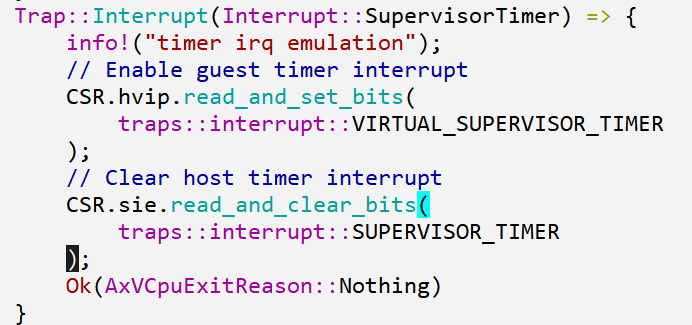 Trap::Interrupt(Interrupt::SupervisorTimer) => {
    info!("timer irq emulation");
    // Enable guest timer interrupt
    CSR.hvip.read_and_set_bits(
        traps::interrupt::VIRTUAL_SUPERVISOR_TIMER
    );
    // Clear host timer interrupt
    CSR.sie.read_and_clear_bits(
        traps::interrupt::SUPERVISOR_TIMER
    );
    Ok(AxVCpuExitReason::Nothing)
}